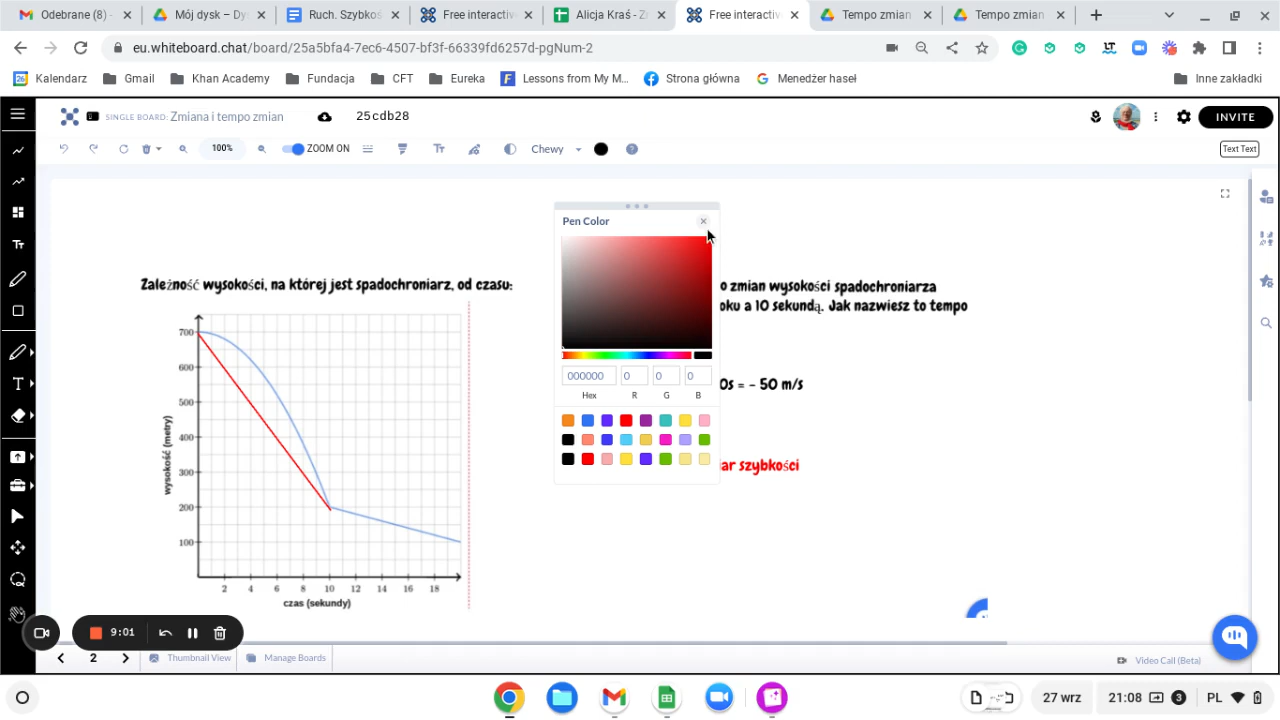 Odebrane (8) -
Mój dysk – Dy
Ruch. Szybkoś
Free interactiv
Alicja Kraś - Za
Free interactiv
Tempo zmian
Tempo zmian
eu.whiteboard.chat/board/25a5bfa4-7ec6-4507-bf3f-66339fd6257d-pgNum-2
Kalendarz
Gmail
Khan Academy
Fundacja
CFT
Eureka
Lessons from My M...
Strona główna
Menedżer haseł
Inne zakładki
SINGLE BOARD: Zmiana i tempo zmian
25cdb28
INVITE
100%
ZOOM ON
Chewy
Text Text
Pen Color
000000 0 0 0
Hex R G B
Zależność wysokości, na której jest spadochroniarz, od czasu:
o zmian wysokości spadochroniarza
oku a 10 sekundą. Jak nazwiesz to tempo
0s = - 50 m/s
ar szybkości
700
600
500
400
300
200
100
wysokość (metry)
2 4 6 8 10 12 14 16 18
czas (sekundy)
9:01
2
Thumbnail View
Manage Boards
Video Call (Beta)
27 wrz
21:08
3
PL